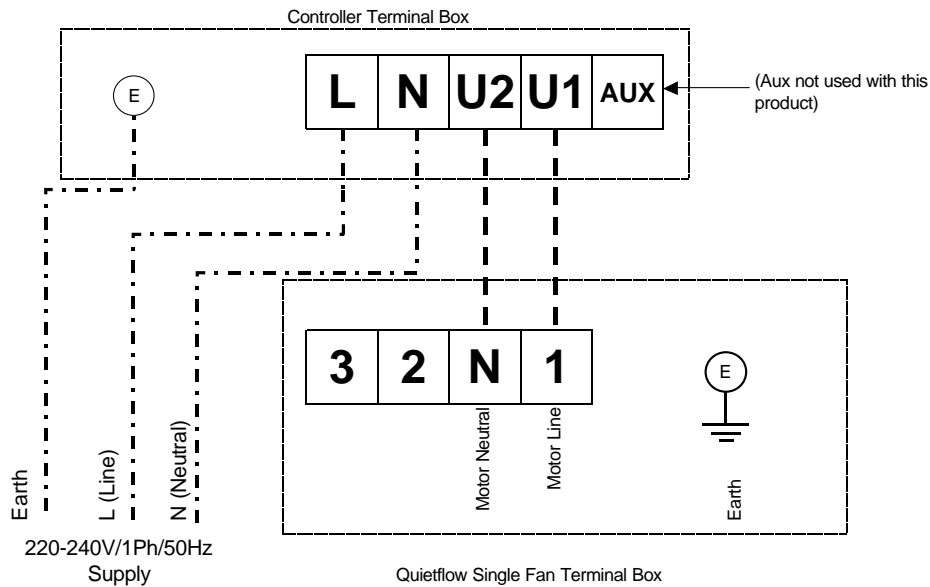 Controller Terminal Box
E
L N U2 U1 AUX
(Aux not used with this
product)
3 2 N 1
E
Motor Neutral
Motor Line
Earth
Earth
L (Line)
N (Neutral)
220-240V/1Ph/50Hz
Supply
Quietflow Single Fan Terminal Box